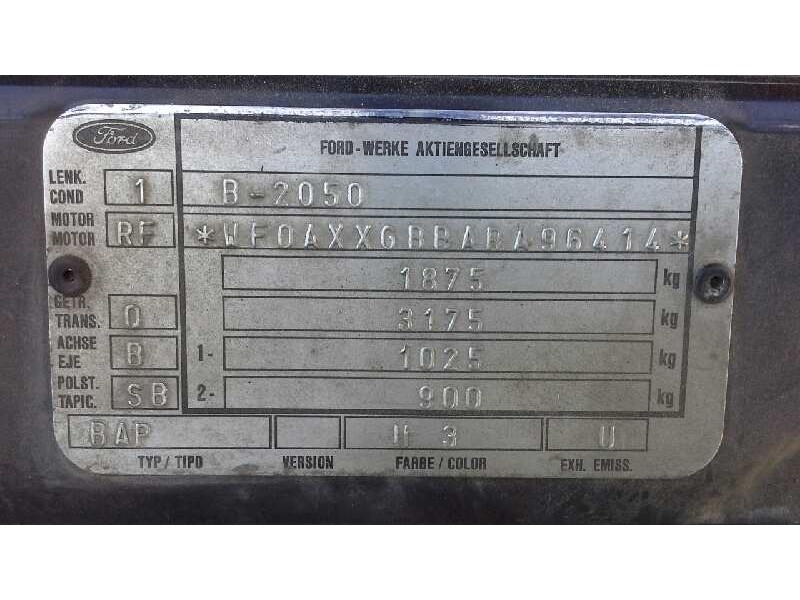 Ford
FORD-WERKE AKTIENGESELLSCHAFT
LENK. COND 1 B-2050
MOTOR MOTOR RF *WF0AXXGBBABA96414*
1875 kg
GETR. TRANS. O 3175 kg
ACHSE EJE B 1- 1025 kg
POLST. TAPIC. SB 2- 900 kg
BAP 3 U
TYP / TIPO VERSION FARBE / COLOR EXH. EMISS.